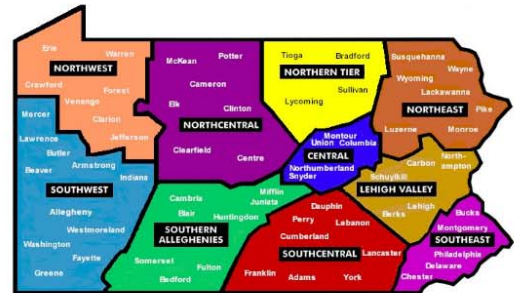 Erie
Warren
NORTHWEST
Crawford
Forest
Venango
Clarion
Jefferson
McKean
Potter
Cameron
Elk
Clinton
NORTHCENTRAL
Clearfield
Centre
Tioga
Bradford
NORTHERN TIER
Sullivan
Lycoming
Susquehanna
Wayne
Wyoming
Lackawanna
NORTHEAST
Pike
Luzerne
Monroe
Mercer
Lawrence
Butler
Armstrong
Beaver
Indiana
SOUTHWEST
Allegheny
Westmoreland
Washington
Fayette
Greene
Montour
Union
Columbia
CENTRAL
Northumberland
Snyder
Carbon
North-
ampton
Schuylkill
LEHIGH VALLEY
Lehigh
Berks
Cambria
Mifflin
Juniata
Blair
Huntingdon
SOUTHERN
ALLEGHENIES
Somerset
Fulton
Bedford
Dauphin
Perry
Lebanon
Cumberland
SOUTHCENTRAL
Lancaster
Franklin
Adams
York
Bucks
Montgomery
SOUTHEAST
Philadelphia
Delaware
Chester